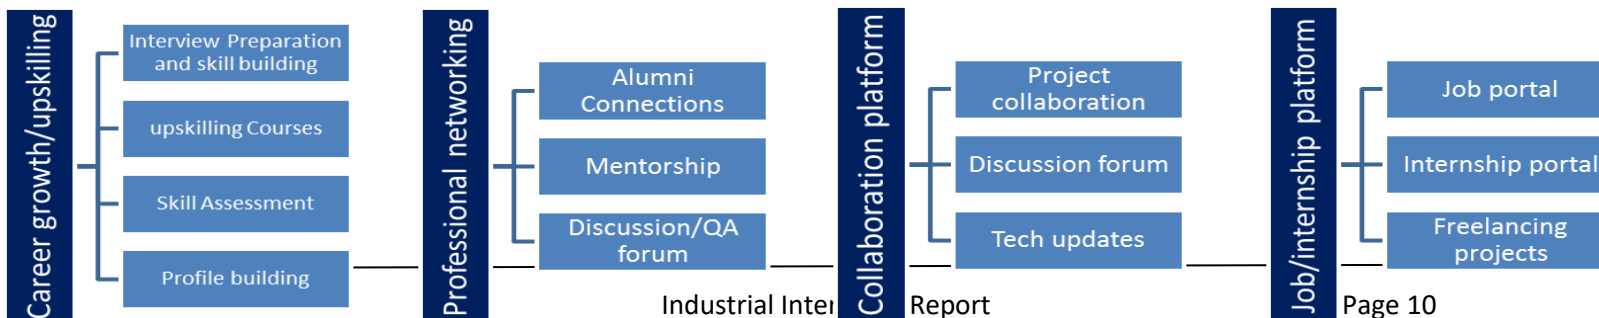 Career growth/upskilling
Interview Preparation
and skill building
upskilling Courses
Skill Assessment
Profile building
Professional networking
Alumni
Connections
Mentorship
Discussion/QA
forum
Collaboration platform
Project
collaboration
Discussion forum
Tech updates
Job/internship platform
Job portal
Internship portal
Freelancing
projects
Industrial Report
Page 10